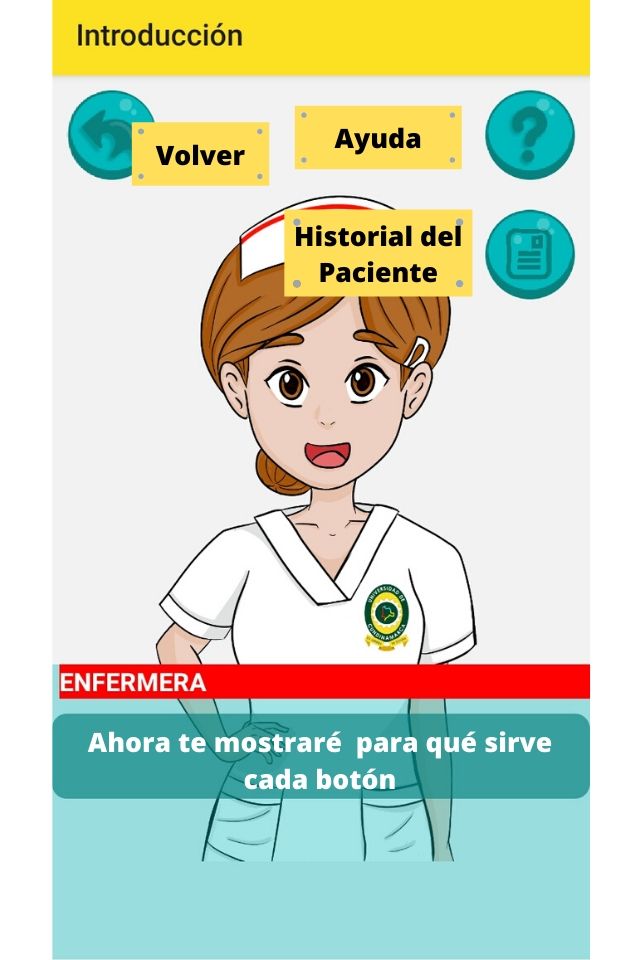 Introducción
Volver
Ayuda
?
Historial del
Paciente
UNIVERSIDAD DE
CUNDINAMARCA
ENFERMERA
Ahora te mostraré para qué sirve
cada botón